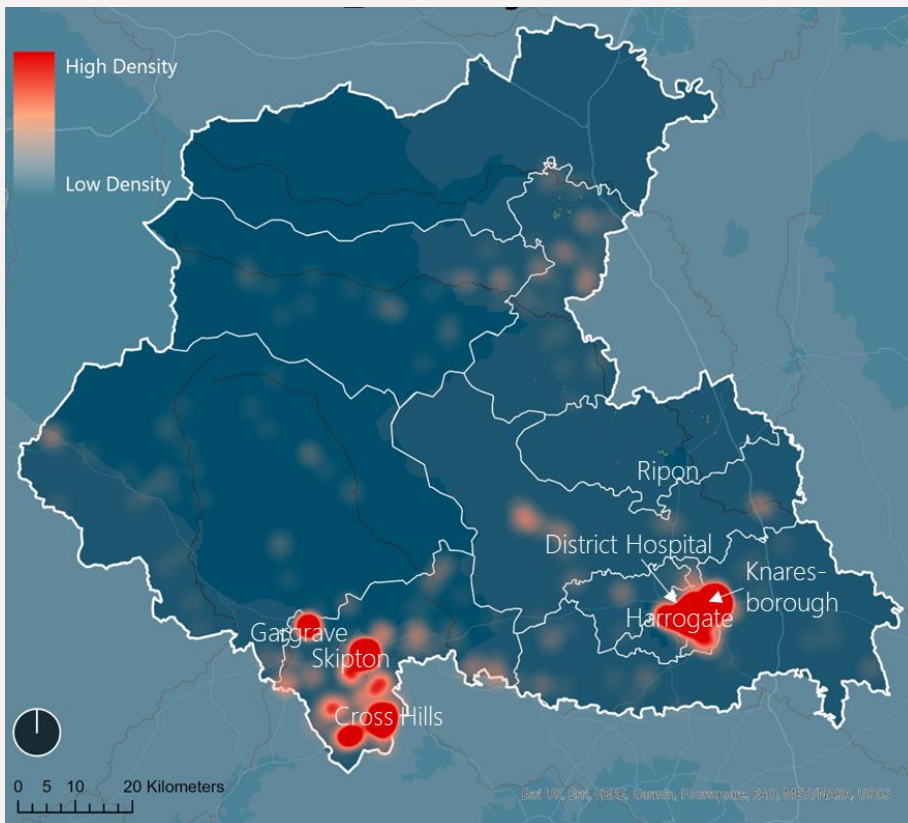 High Density
Low Density
Ripon
District Hospital
Knares-
borough
Harrogate
Gargrave
Skipton
Cross Hills
0 5 10 20 Kilometers
Esri UK, Esri, HERE, Garmin, Foursquare, FAO, METI/NASA, USGS